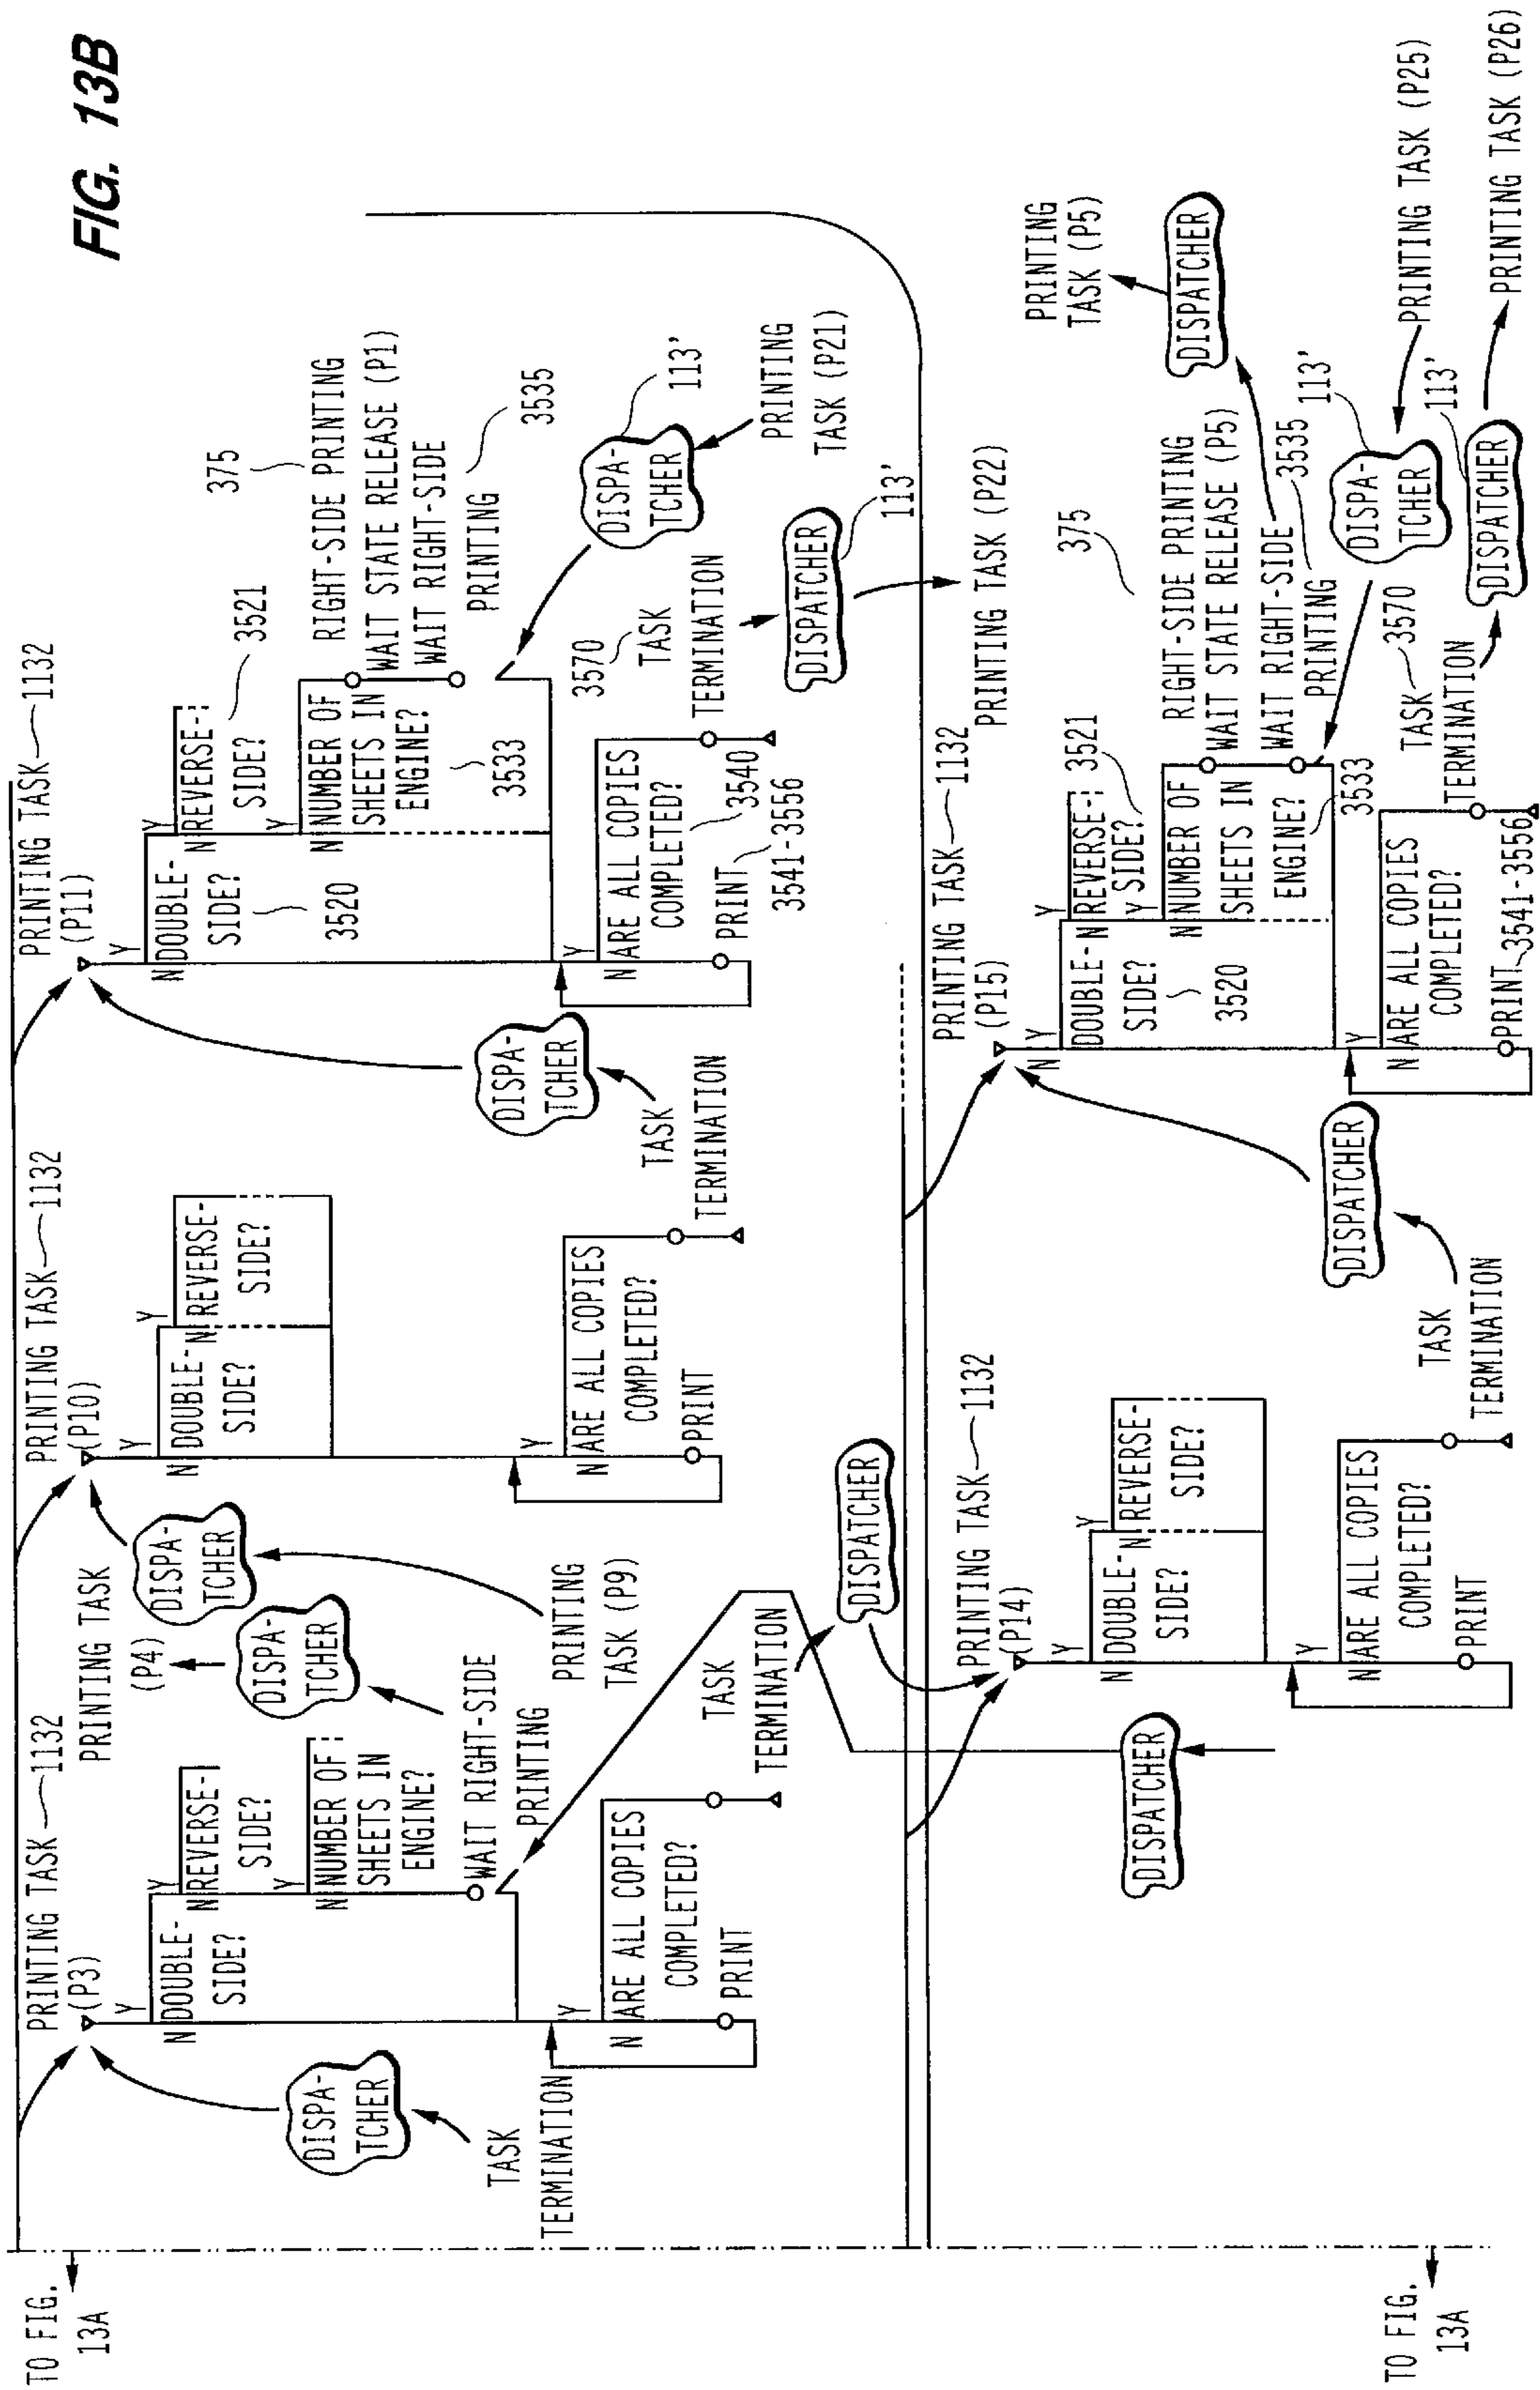 FIG. 13B
TO FIG.
13A
PRINTING TASK 1132
(P3)
Y
N
DOUBLE-
SIDE?
Y
N
REVERSE-
SIDE?
Y
N
NUMBER OF
SHEETS IN
ENGINE?
WAIT RIGHT-SIDE
PRINTING
DISPA-
TCHER
TASK
TERMINATION
Y
N
ARE ALL COPIES
COMPLETED?
PRINT
TASK
TERMINATION
DISPATCHER
PRINTING TASK
(P4)
DISPA-
TCHER
DISPA-
TCHER
PRINTING
TASK (P9)
PRINTING TASK 1132
(P10)
Y
N
DOUBLE-
SIDE?
Y
N
REVERSE-
SIDE?
Y
N
ARE ALL COPIES
COMPLETED?
PRINT
TASK
TERMINATION
DISPA-
TCHER
PRINTING TASK 1132
(P11)
Y
N
DOUBLE-
SIDE?
3520
Y
N
REVERSE-
SIDE?
3521
Y
N
NUMBER OF
SHEETS IN
ENGINE?
3533
375
RIGHT-SIDE PRINTING
WAIT STATE RELEASE (P1)
WAIT RIGHT-SIDE
PRINTING
3535
DISPA-
TCHER
113'
PRINTING
TASK (P21)
Y
N
ARE ALL COPIES
COMPLETED?
3540
PRINT
3541-3556
3570
TASK
TERMINATION
DISPATCHER
113'
PRINTING TASK (P22)
TO FIG.
13A
DISPATCHER
PRINTING TASK 1132
(P14)
Y
N
DOUBLE-
SIDE?
Y
N
REVERSE-
SIDE?
Y
N
ARE ALL COPIES
COMPLETED?
PRINT
TASK
TERMINATION
DISPATCHER
PRINTING TASK 1132
(P15)
Y
N
DOUBLE-
SIDE?
3520
Y
N
REVERSE-
SIDE?
3521
Y
N
NUMBER OF
SHEETS IN
ENGINE?
3533
375
RIGHT-SIDE PRINTING
WAIT STATE RELEASE (P5)
WAIT RIGHT-SIDE
PRINTING
3535
PRINTING
TASK (P5)
DISPATCHER
DISPA-
TCHER
113'
PRINTING TASK (P25)
Y
N
ARE ALL COPIES
COMPLETED?
PRINT 3541-3556
3570
TASK
TERMINATION
DISPATCHER
113'
PRINTING TASK (P26)